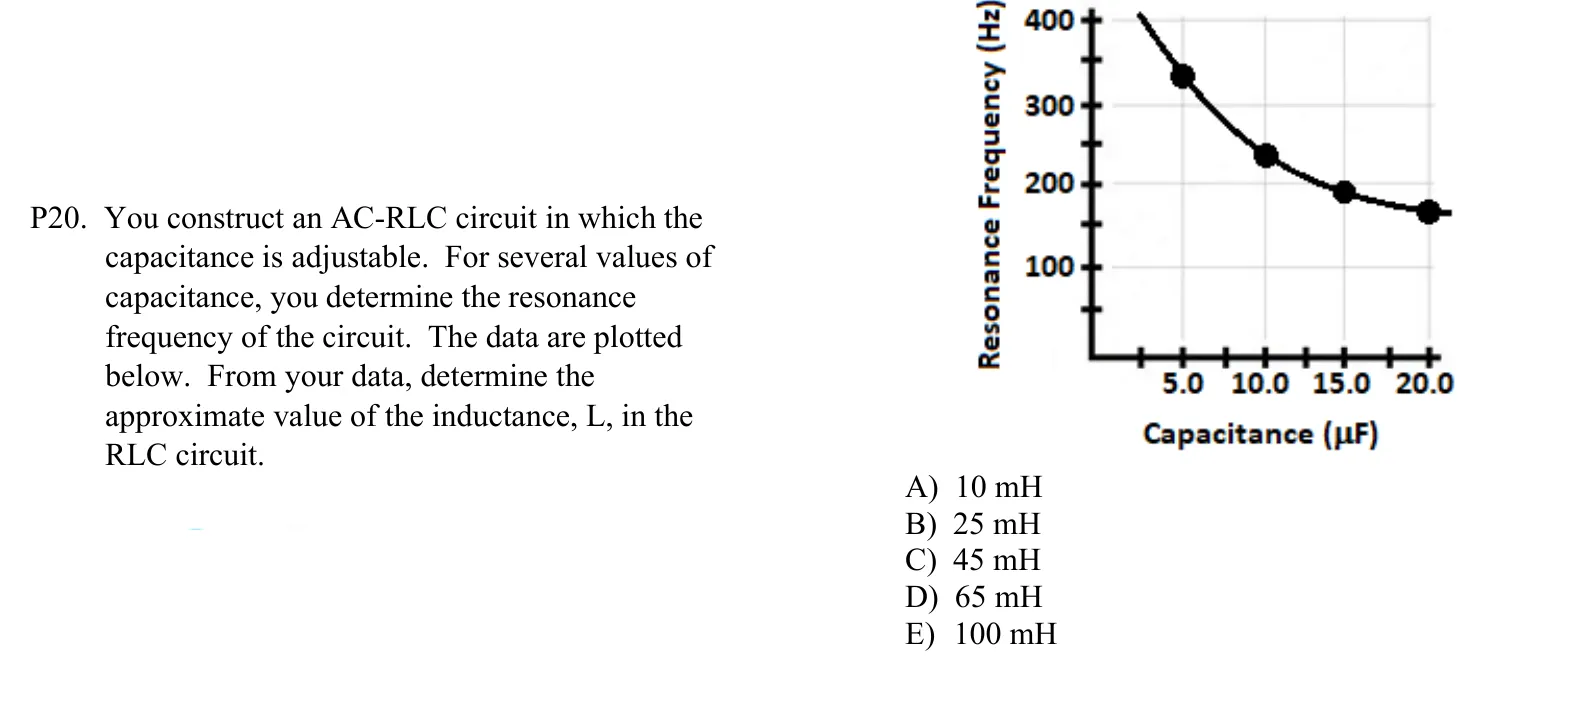 P20. You construct an AC-RLC circuit in which the
capacitance is adjustable. For several values of
capacitance, you determine the resonance
frequency of the circuit. The data are plotted
below. From your data, determine the
approximate value of the inductance, L, in the
RLC circuit.
Resonance Frequency (Hz)
400
300
200
100
5.0 10.0 15.0 20.0
Capacitance (μF)
A) 10 mH
B) 25 mH
C) 45 mH
D) 65 mH
E) 100 mH